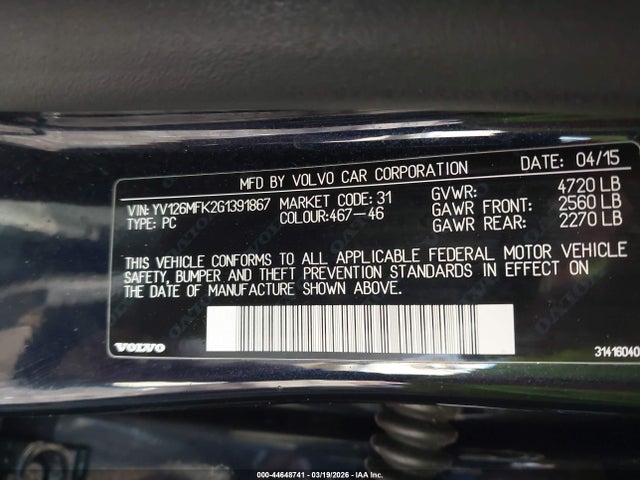 MFD BY VOLVO CAR CORPORATION DATE: 04/15
VIN: YV126MFK2G1391867 MARKET CODE: 31 GVWR: 4720 LB
TYPE: PC COLOUR:467-46 GAWR FRONT: 2560 LB
GAWR REAR: 2270 LB
THIS VEHICLE CONFORMS TO ALL APPLICABLE FEDERAL MOTOR VEHICLE
SAFETY, BUMPER AND THEFT PREVENTION STANDARDS IN EFFECT ON
THE DATE OF MANUFACTURE SHOWN ABOVE.
VOLVO 31416040
000-44648741 - 03/19/2026 - IAA Inc.